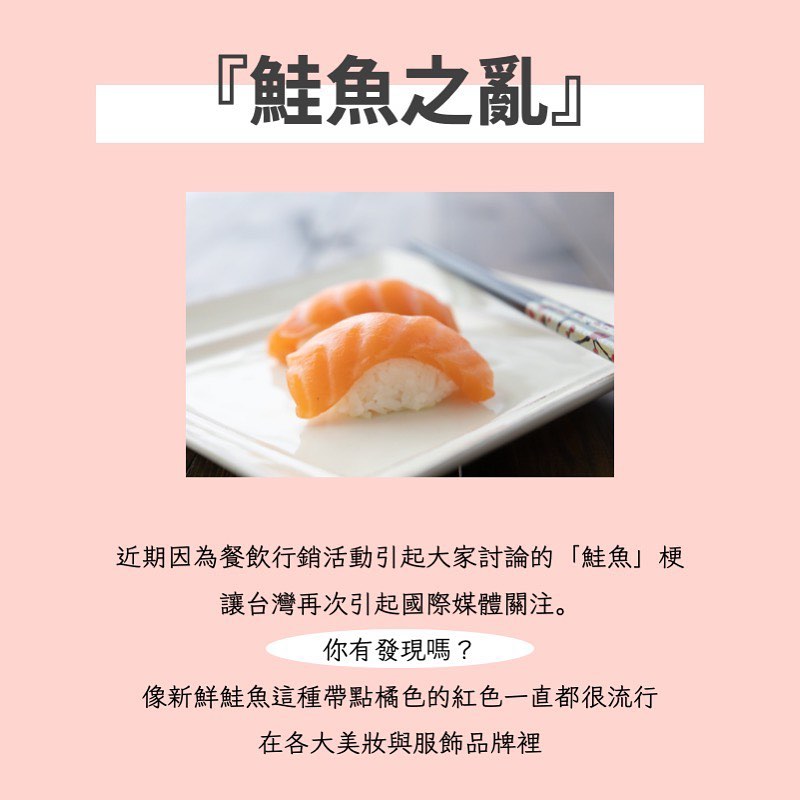 『鮭魚之亂』
近期因為餐飲行銷活動引起大家討論的「鮭魚」梗
讓台灣再次引起國際媒體關注。
你有發現嗎？
像新鮮鮭魚這種帶點橘色的紅色一直都很流行
在各大美妝與服飾品牌裡